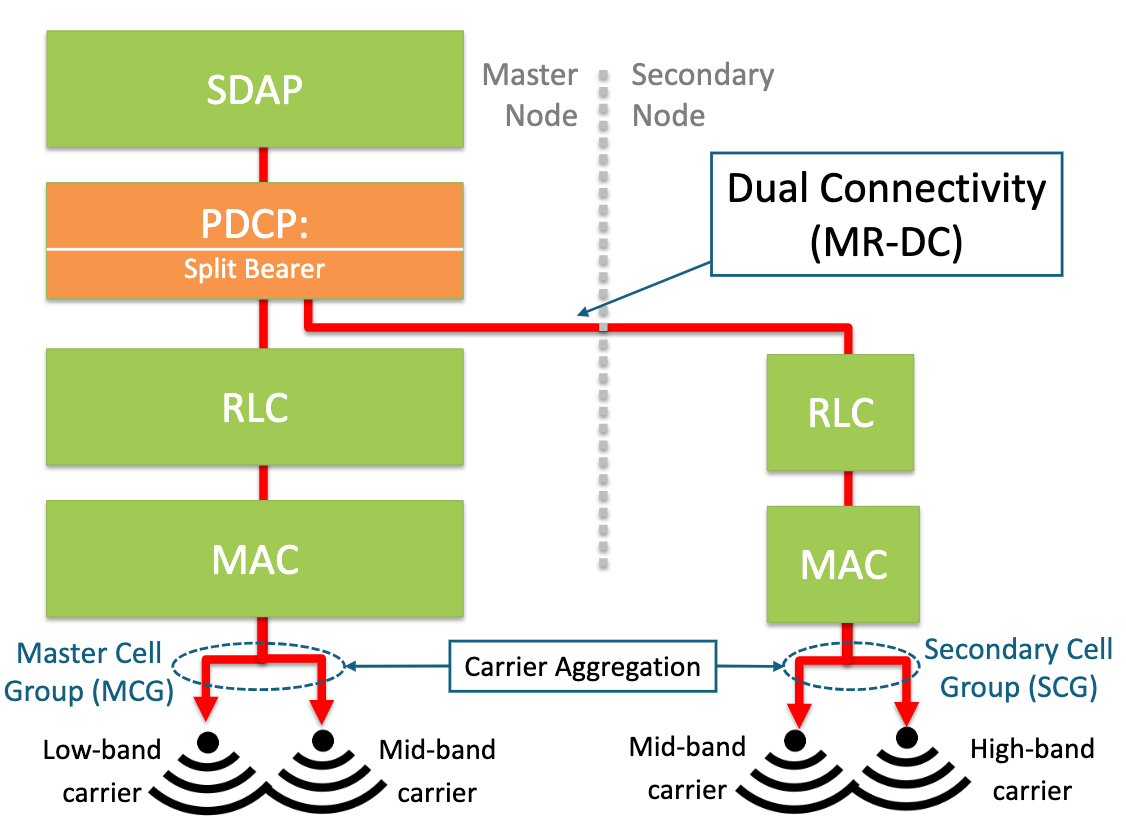 SDAP
Master
Node
Secondary
Node
Dual Connectivity
(MR-DC)
PDCP:
Split Bearer
RLC
RLC
MAC
MAC
Master Cell
Group (MCG)
Carrier Aggregation
Secondary Cell
Group (SCG)
Low-band
carrier
Mid-band
carrier
Mid-band
carrier
High-band
carrier